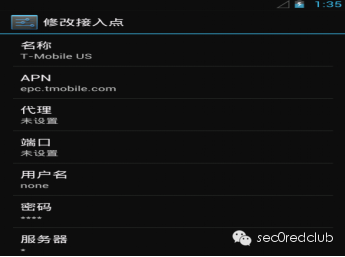 1:35
修改接入点
名称
T-Mobile US
APN
epc.tmobile.com
代理
未设置
端口
未设置
用户名
none
密码
****
服务器
*
sec0redclub